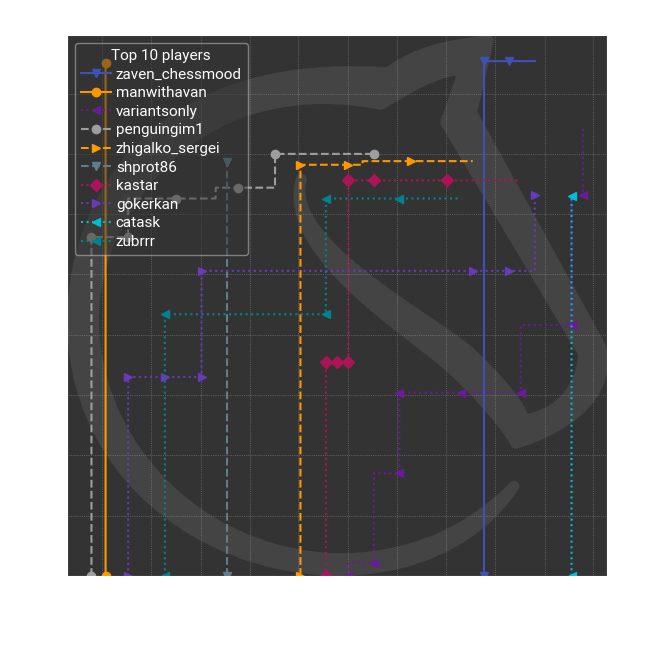 Top 10 players
zaven_chessmood
manwithavan
variantsonly
penguingim1
zhigalko_sergei
shprot86
kastar
gokerkan
catask
zubrrr